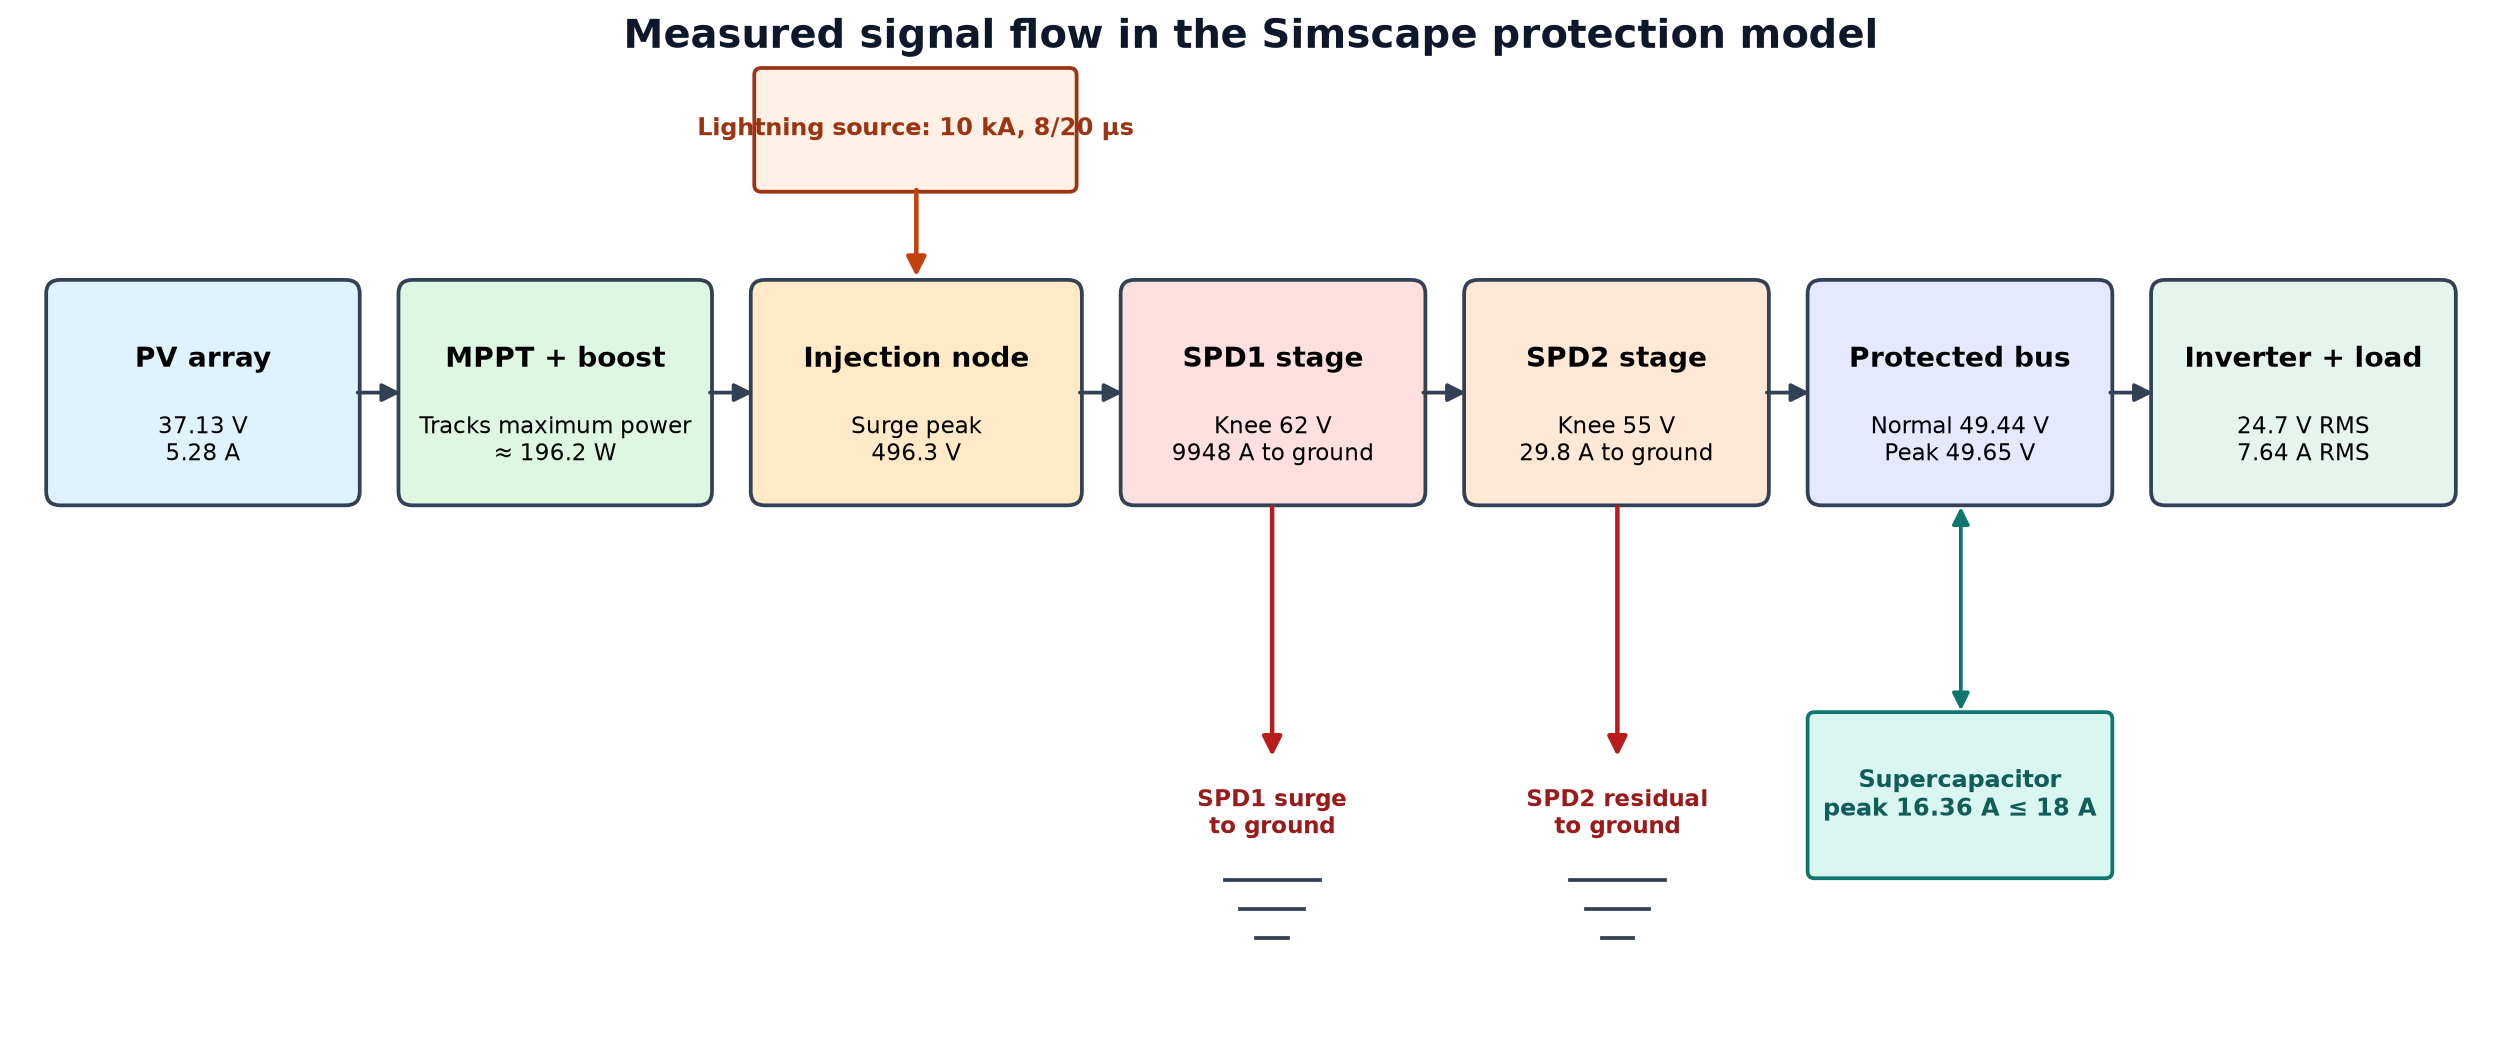 Measured signal flow in the Simscape protection model
Lightning source: 10 kA, 8/20 µs
PV array
37.13 V
5.28 A
MPPT + boost
Tracks maximum power
≈ 196.2 W
Injection node
Surge peak
496.3 V
SPD1 stage
Knee 62 V
9948 A to ground
SPD2 stage
Knee 55 V
29.8 A to ground
Protected bus
Normal 49.44 V
Peak 49.65 V
Inverter + load
24.7 V RMS
7.64 A RMS
SPD1 surge
to ground
SPD2 residual
to ground
Supercapacitor
peak 16.36 A ≤ 18 A